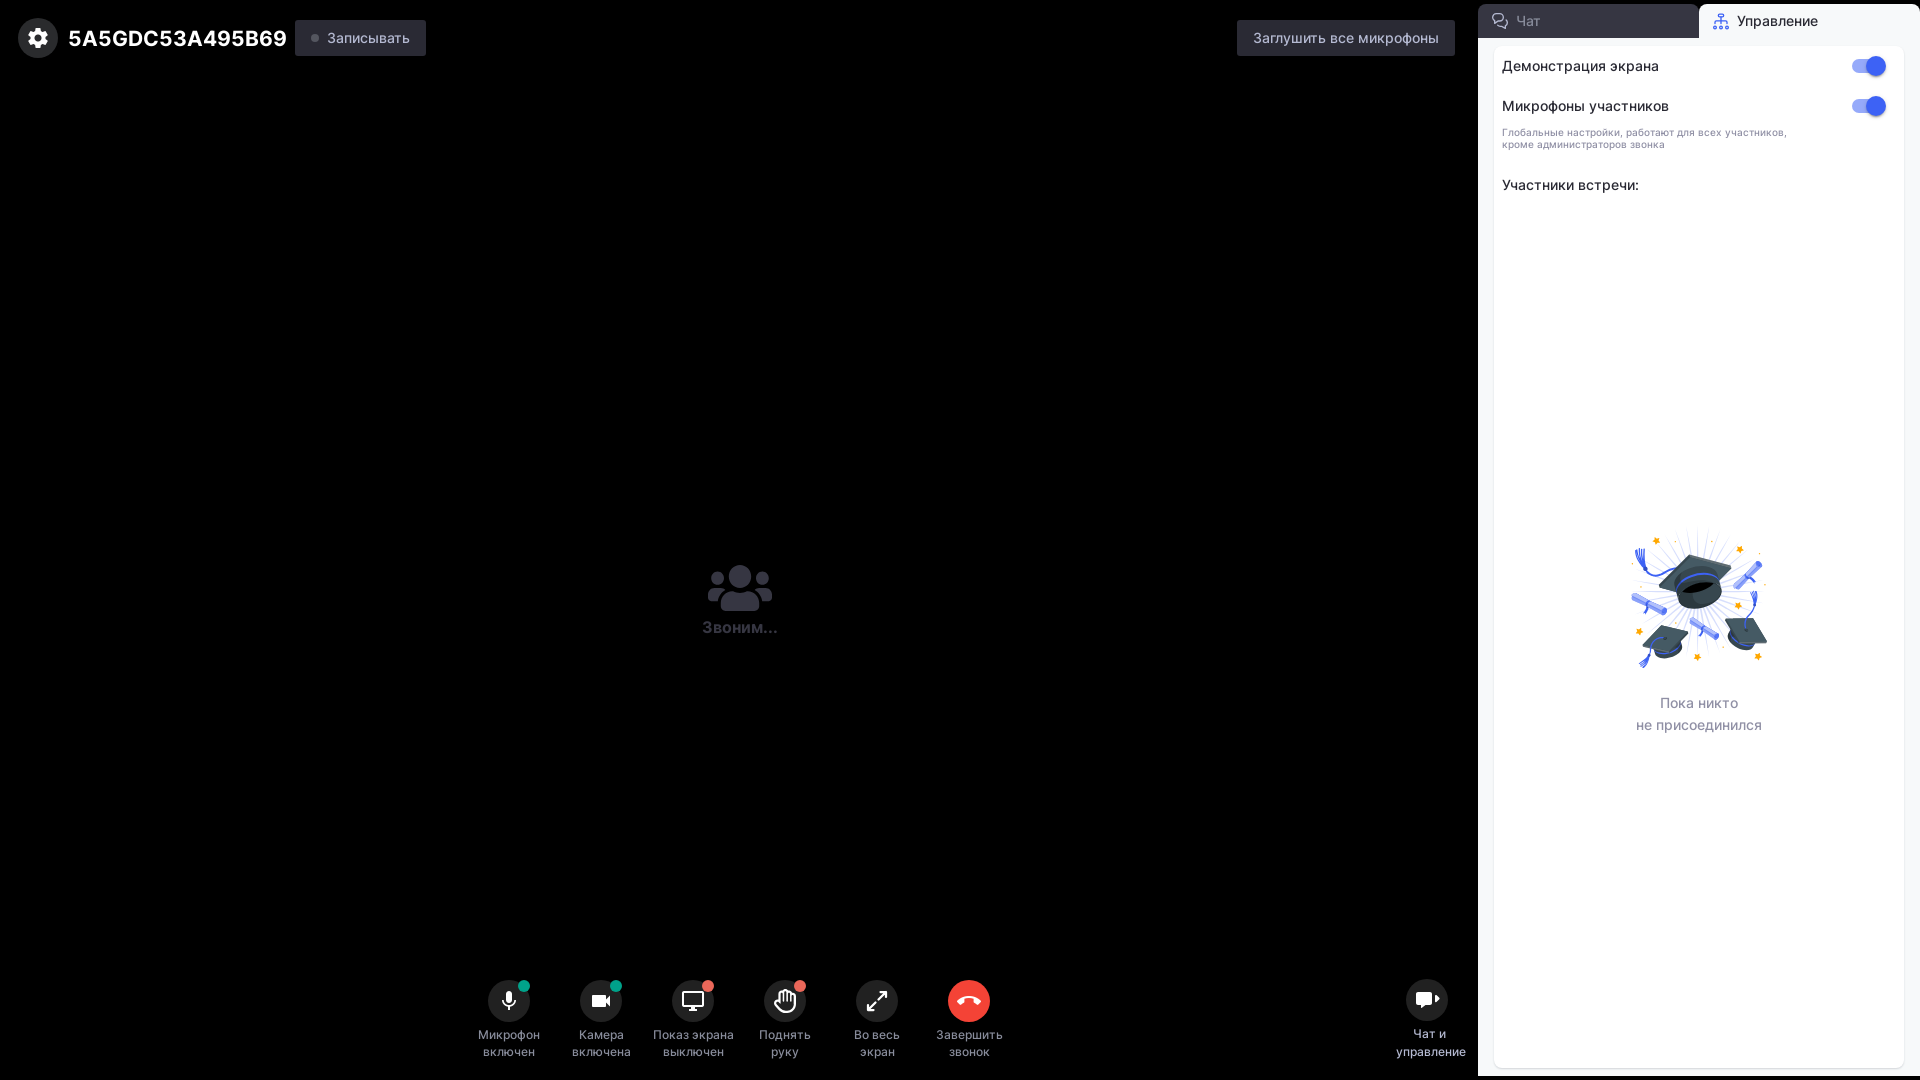 5A5GDC53A495B69
Записывать
Заглушить все микрофоны
Чат
Управление
Демонстрация экрана
Микрофоны участников
Глобальные настройки, работают для всех участников,
кроме администраторов звонка
Участники встречи:
Звоним...
Пока никто
не присоединился
Микрофон
включен
Камера
включена
Показ экрана
выключен
Поднять
руку
Во весь
экран
Завершить
звонок
Чат и
управление